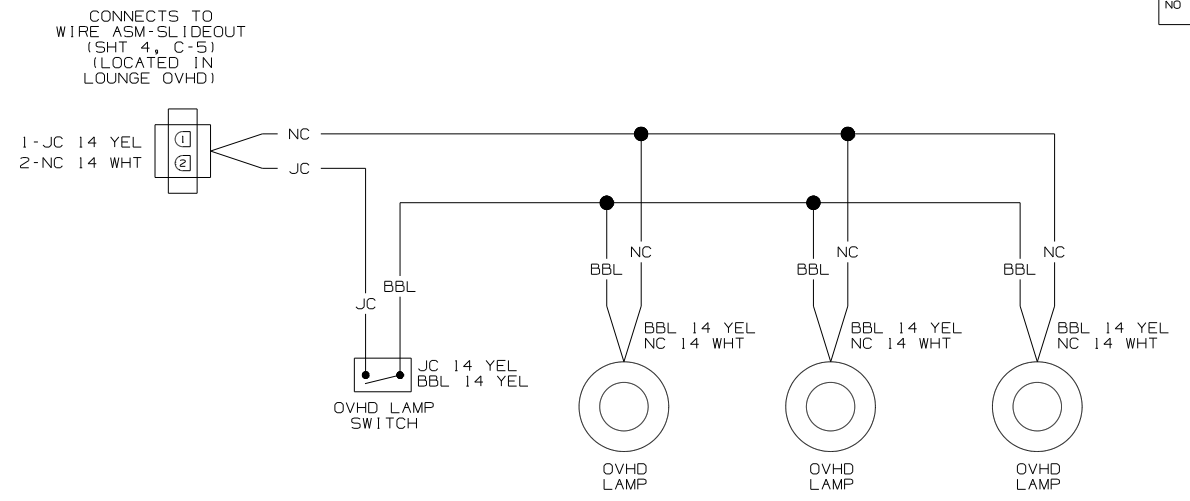 NO
CONNECTS TO
WIRE ASM-SLIDEOUT
(SHT 4, C-5)
(LOCATED IN
LOUNGE OVHD)
1-JC 14 YEL
2-NC 14 WHT
1
2
NC
JC
NC
NC
NC
BBL
BBL
BBL
BBL
JC
BBL 14 YEL
NC 14 WHT
BBL 14 YEL
NC 14 WHT
BBL 14 YEL
NC 14 WHT
JC 14 YEL
BBL 14 YEL
OVHD LAMP
SWITCH
OVHD
LAMP
OVHD
LAMP
OVHD
LAMP